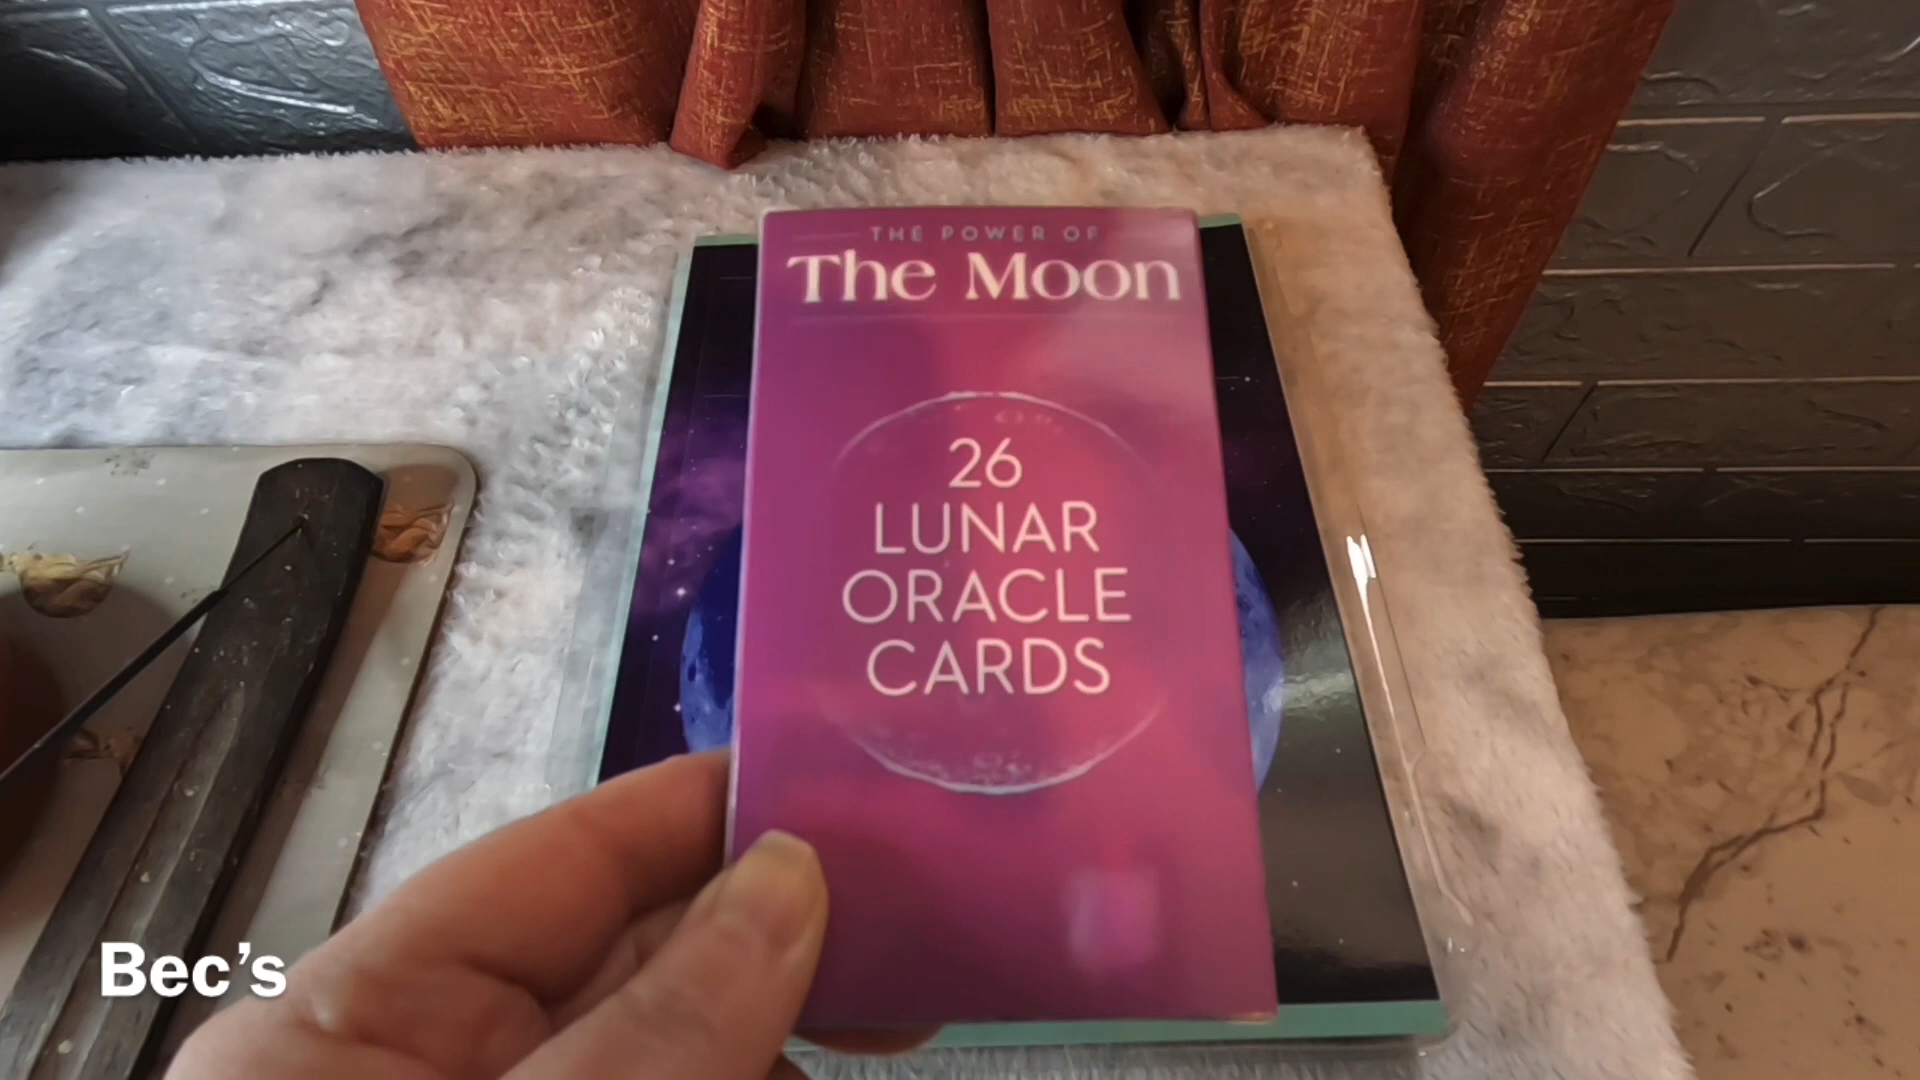 THE POWER OF
The Moon
26
LUNAR
ORACLE
CARDS
Bec’s